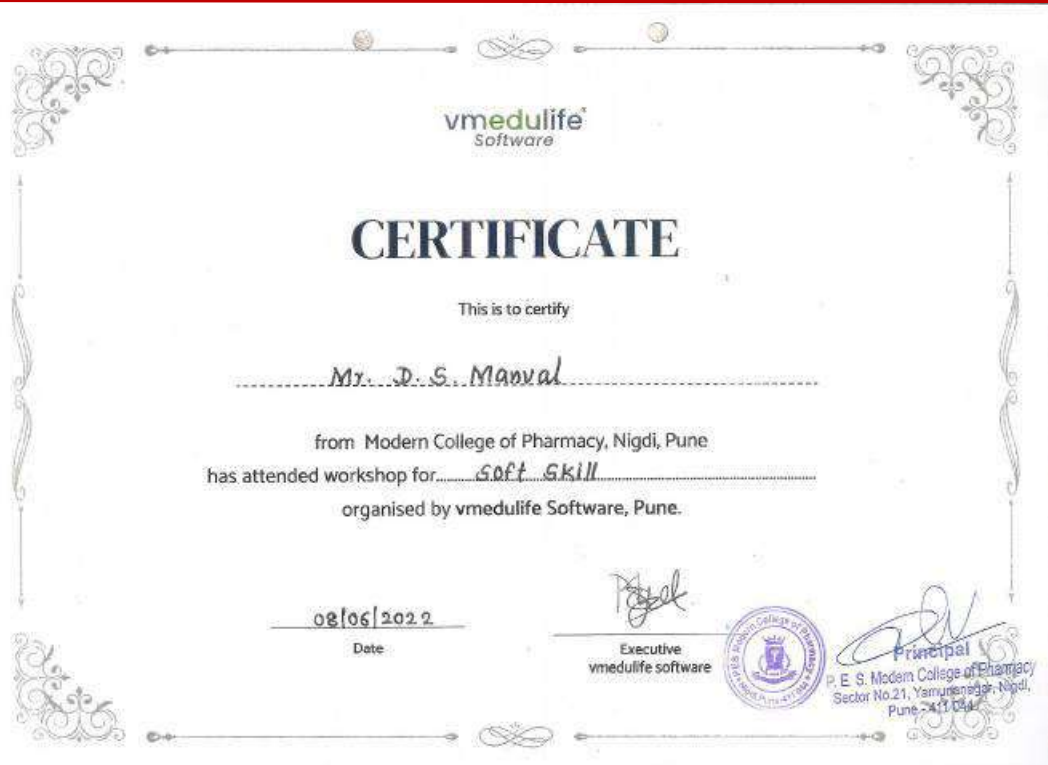 vmedulife
Software
CERTIFICATE
This is to certify
Mr. D. S. Manval
from Modern College of Pharmacy, Nigdi, Pune
has attended workshop for Soft Skill
organised by vmedulife Software, Pune.
08/06/2022
Date
Executive
vmedulife software
Principal
P. E. S. Modern College of Pharmacy
Sector No.21, Yamunanagar, Nigdi,
Pune - 411 044.